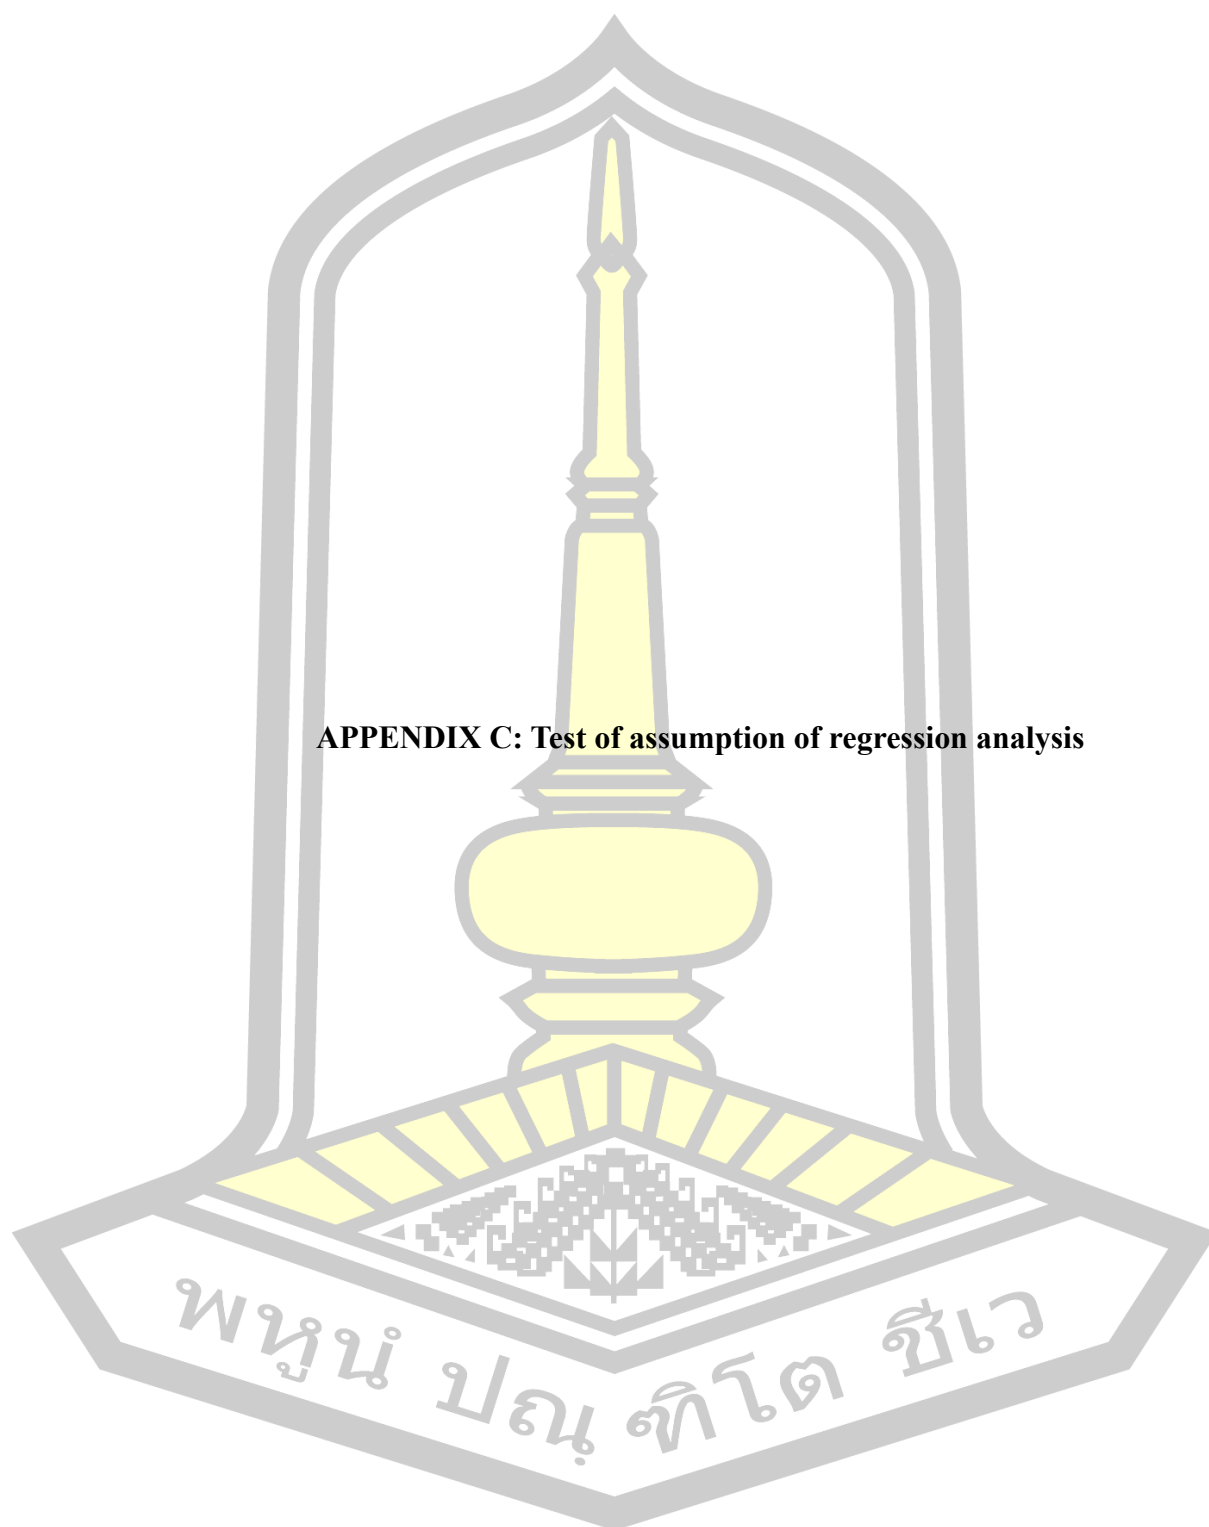 APPENDIX C: Test of assumption of regression analysis
พหูนํ ปณฺฑิโต ชีเว